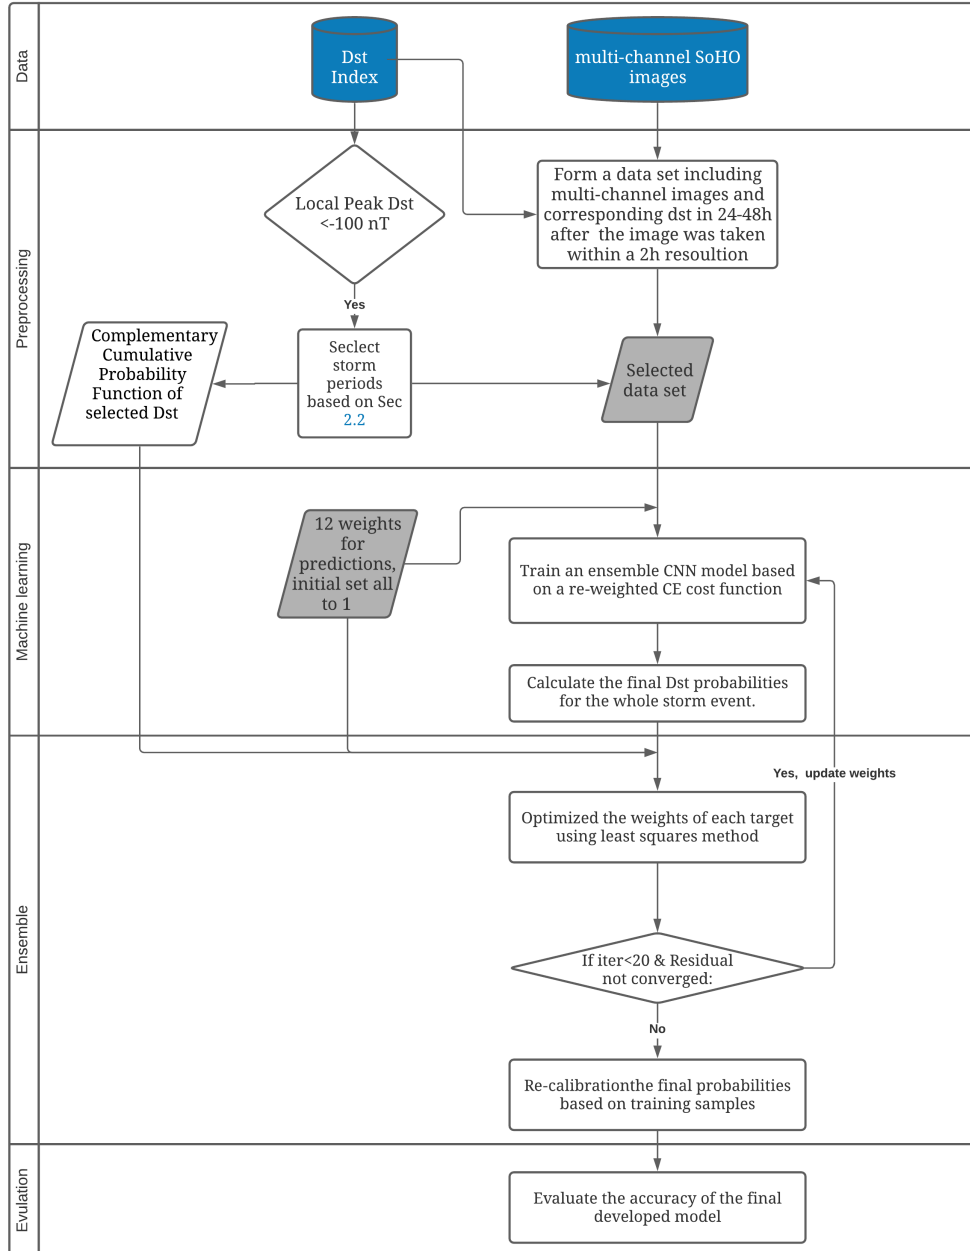 Data
Dst
Index
multi-channel SoHO
images
Preprocessing
Local Peak Dst
<-100 nT
Form a data set including
multi-channel images and
corresponding dst in 24-48h
after the image was taken
within a 2h resoultion
Yes
Complementary
Cumulative
Probability
Function of
selected Dst
Seclect
storm
periods
based on Sec
2.2
Selected
data set
Machine learning
12 weights
for
predictions,
initial set all
to 1
Train an ensemble CNN model based
on a re-weighted CE cost function
Calculate the final Dst probabilities
for the whole storm event.
Ensemble
Yes, update weights
Optimized the weights of each target
using least squares method
If iter<20 & Residual
not converged:
No
Re-calibrationthe final probabilities
based on training samples
Evulation
Evaluate the accuracy of the final
developed model